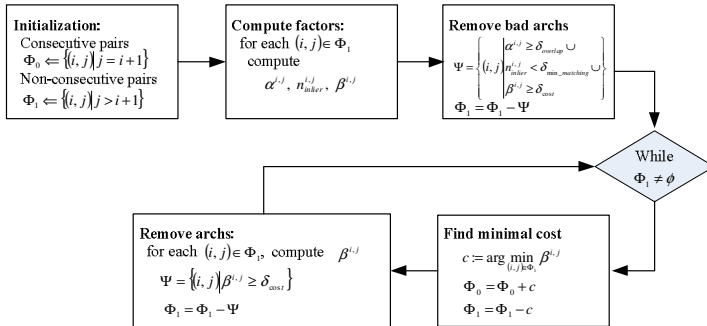 Initialization:
Consecutive pairs
Φ₀ ⇐ {(i, j)| j = i+1}
Non-consecutive pairs
Φ₁ ⇐ {(i, j)| j > i+1}
Compute factors:
for each (i, j) ∈ Φ₁
compute
α^{i,j}, n_{inlier}^{i,j}, β^{i,j}
Remove bad archs
Ψ = {(i, j)| α^{i,j} ≥ δ_{overlap} ∪
n_{inlier}^{i,j} < δ_{min_matching} ∪
β^{i,j} ≥ δ_{cost}}
Φ₁ = Φ₁ − Ψ
While
Φ₁ ≠ ϕ
Find minimal cost
c := arg min_{(i,j)∈Φ₁} β^{i,j}
Φ₀ = Φ₀ + c
Φ₁ = Φ₁ − c
Remove archs:
for each (i, j) ∈ Φ₁, compute β^{i,j}
Ψ = {(i, j)| β^{i,j} ≥ δ_{cost}}
Φ₁ = Φ₁ − Ψ